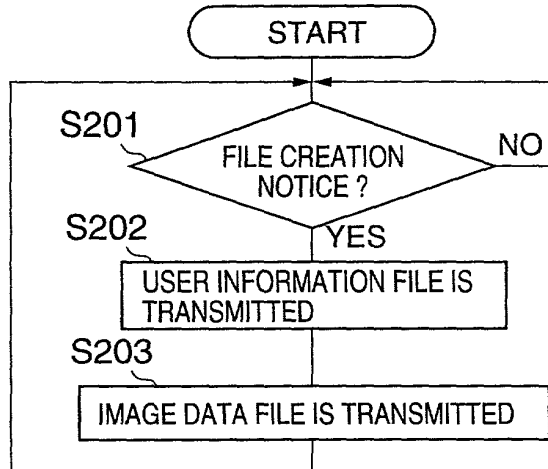 START
S201
FILE CREATION
NOTICE ?
NO
YES
S202
USER INFORMATION FILE IS
TRANSMITTED
S203
IMAGE DATA FILE IS TRANSMITTED